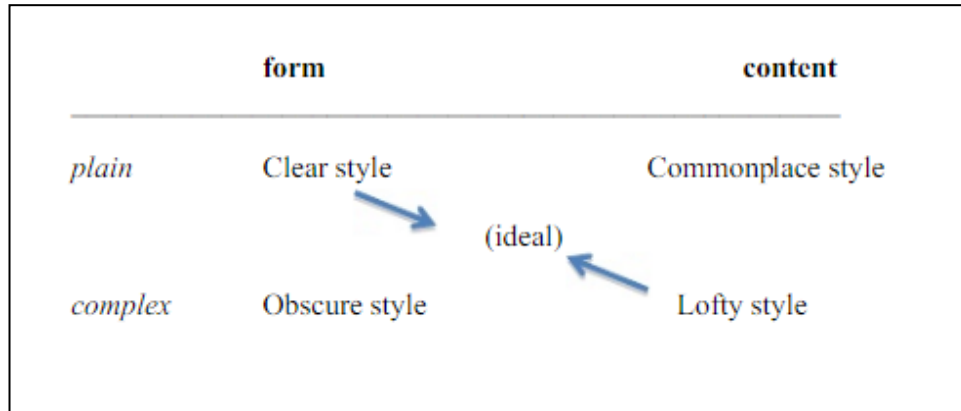 form content
plain Clear style Commonplace style
(ideal)
complex Obscure style Lofty style